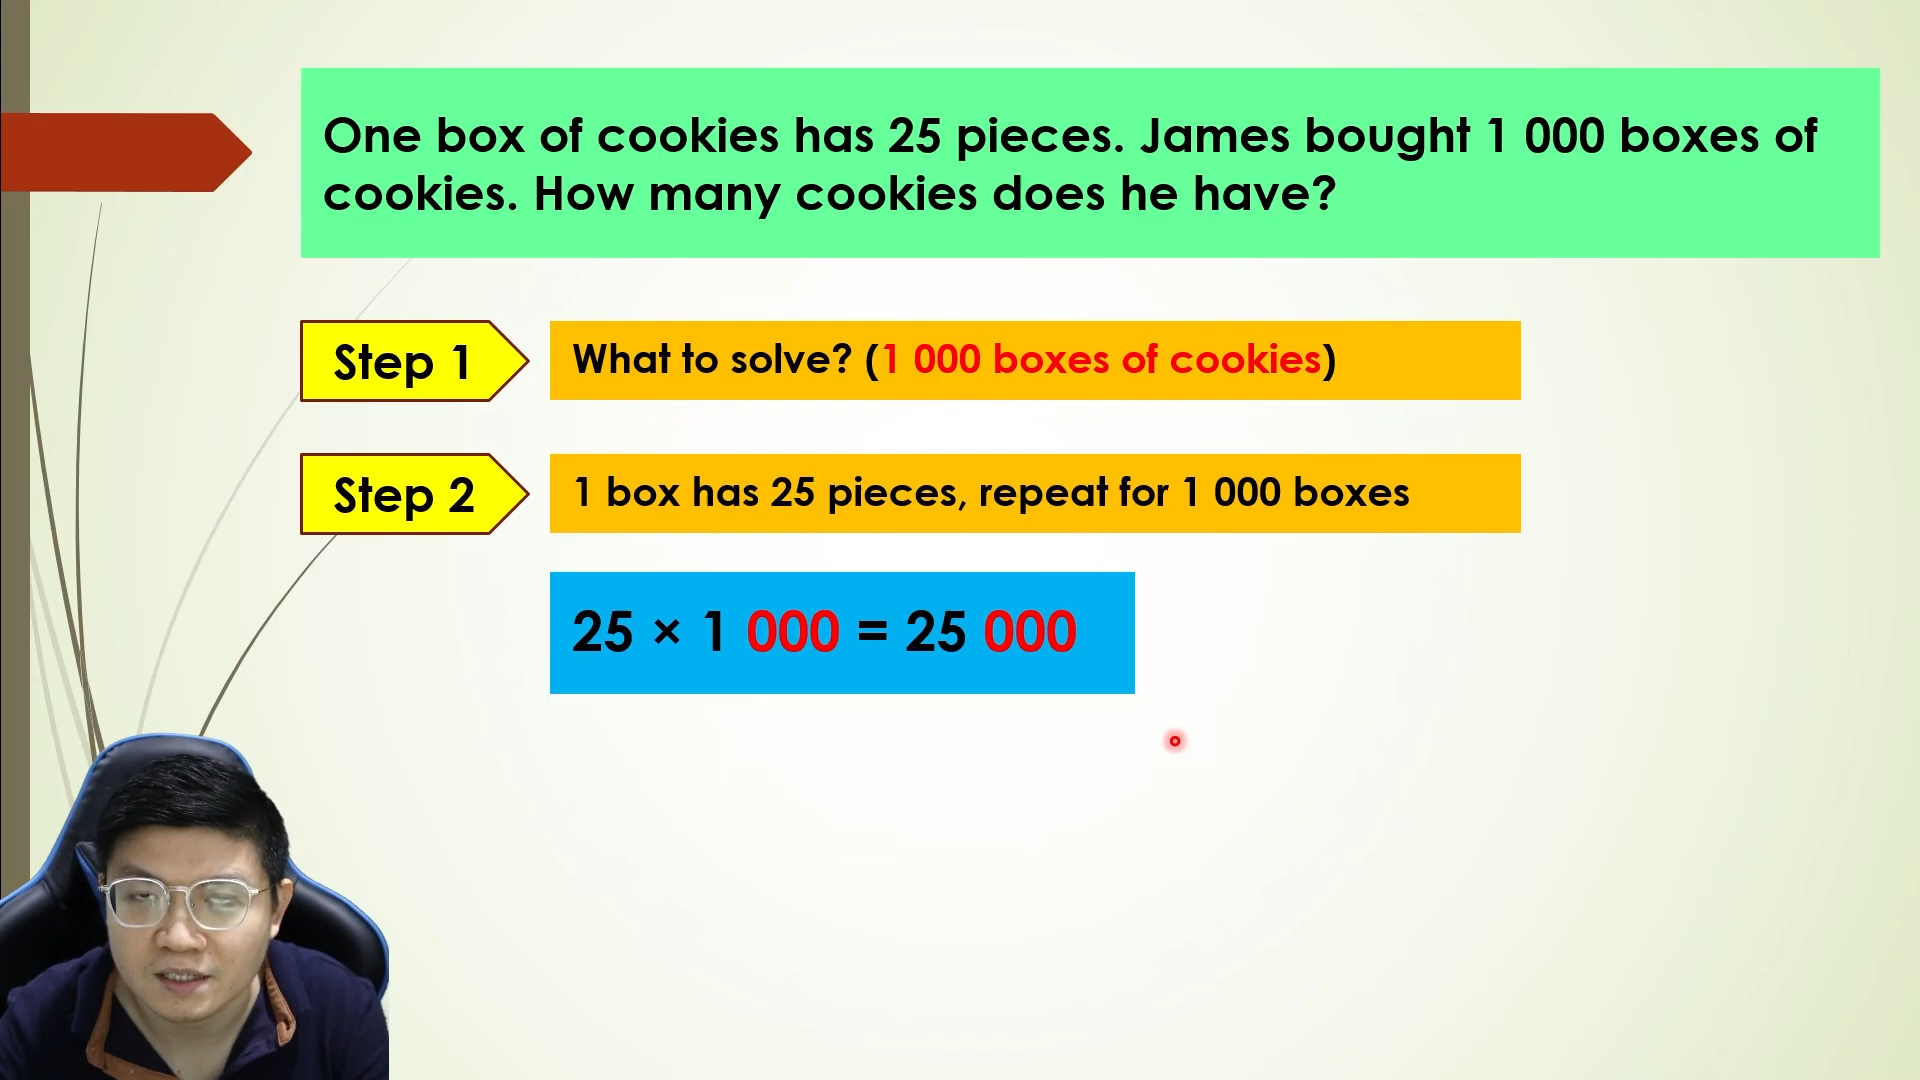 One box of cookies has 25 pieces. James bought 1 000 boxes of
cookies. How many cookies does he have?
Step 1
What to solve? (1 000 boxes of cookies)
Step 2
1 box has 25 pieces, repeat for 1 000 boxes
25 × 1 000 = 25 000